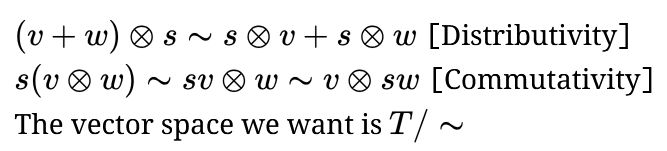 (v + w) ⊗ s ∼ s ⊗ v + s ⊗ w [Distributivity]
s(v ⊗ w) ∼ sv ⊗ w ∼ v ⊗ sw [Commutativity]
The vector space we want is T/ ∼